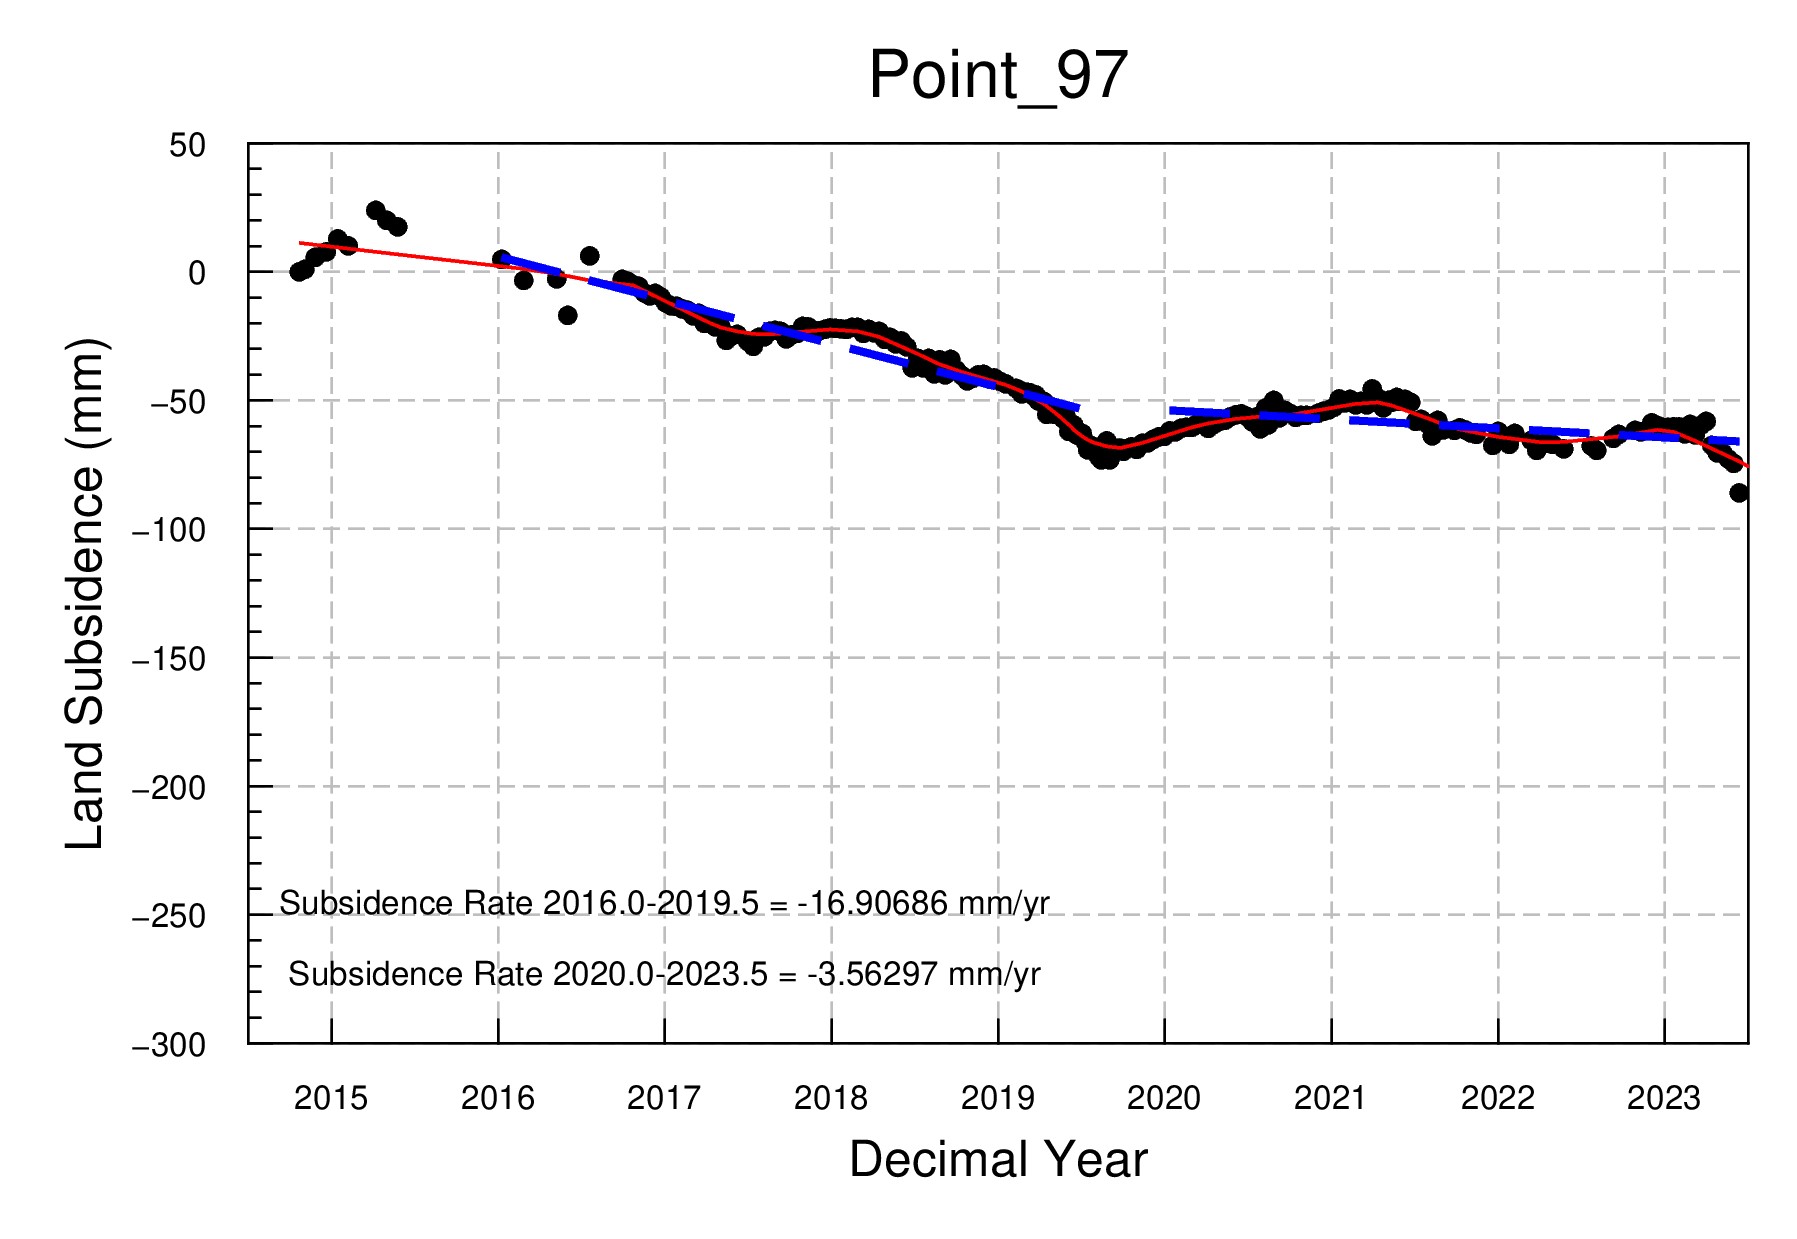 Point_97
50
0
−50
−100
−150
−200
−250
−300
Land Subsidence (mm)
Subsidence Rate 2016.0-2019.5 = -16.90686 mm/yr
Subsidence Rate 2020.0-2023.5 = -3.56297 mm/yr
2015 2016 2017 2018 2019 2020 2021 2022 2023
Decimal Year